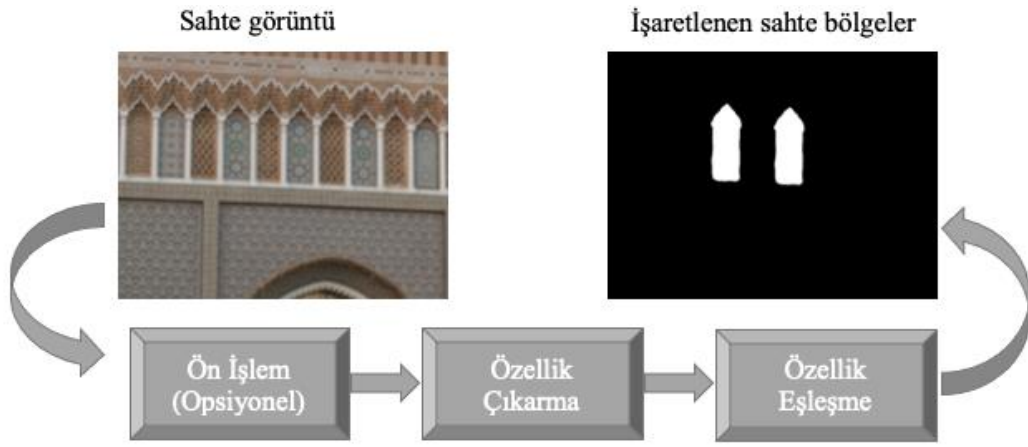 Sahte görüntü
İşaretlenen sahte bölgeler
Ön İşlem
(Opsiyonel)
Özellik
Çıkarma
Özellik
Eşleşme